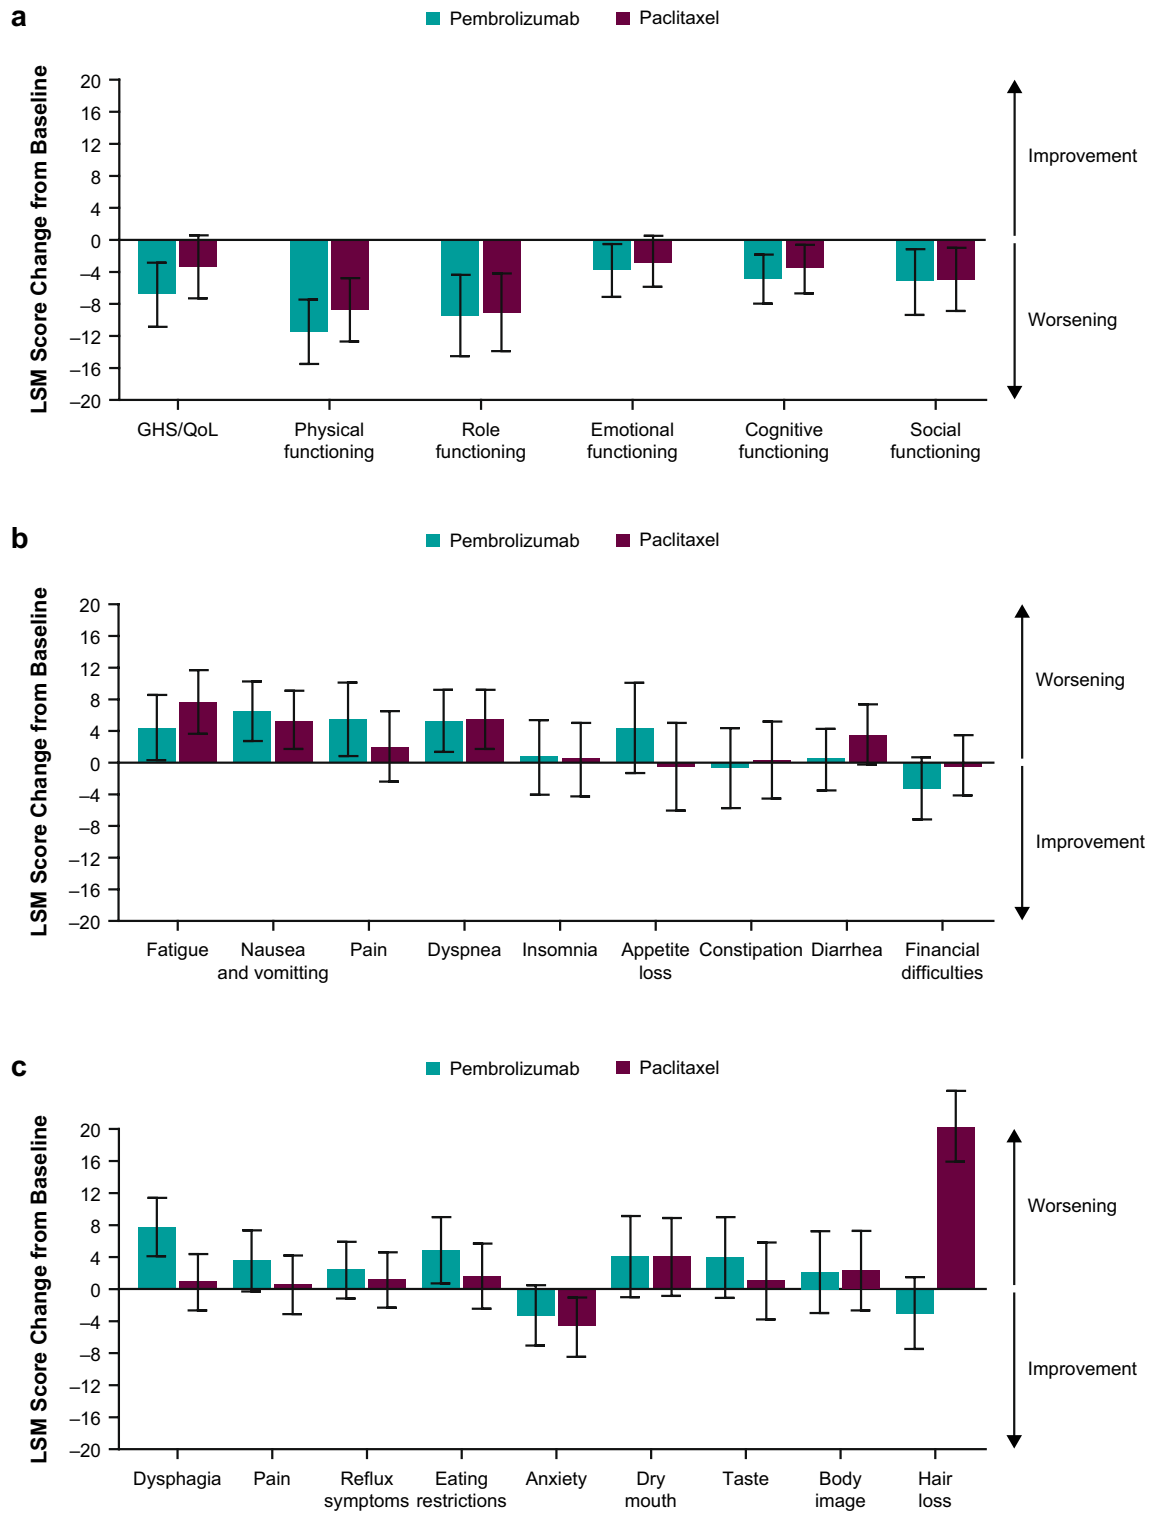 a
Pembrolizumab Paclitaxel
LSM Score Change from Baseline
20
16
12
8
4
0
–4
–8
–12
–16
–20
Improvement
Worsening
GHS/QoL Physical Role Emotional Cognitive Social
functioning functioning functioning functioning functioning
b
Pembrolizumab Paclitaxel
LSM Score Change from Baseline
20
16
12
8
4
0
–4
–8
–12
–16
–20
Worsening
Improvement
Fatigue Nausea Pain Dyspnea Insomnia Appetite Constipation Diarrhea Financial
and vomitting loss difficulties
c
Pembrolizumab Paclitaxel
LSM Score Change from Baseline
20
16
12
8
4
0
–4
–8
–12
–16
–20
Worsening
Improvement
Dysphagia Pain Reflux Eating Anxiety Dry Taste Body Hair
symptoms restrictions mouth image loss